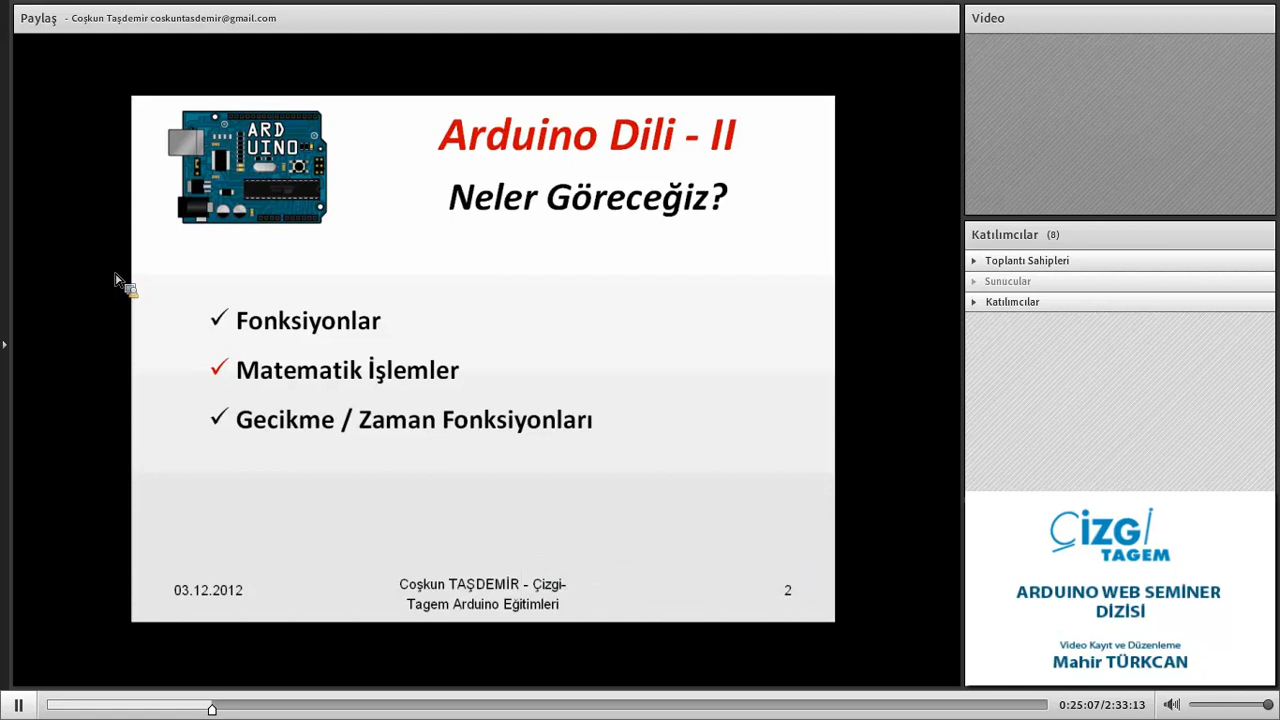 Paylaş - Coşkun Taşdemir coskuntasdemir@gmail.com
Video
ARD
UINO
Arduino Dili - II
Neler Göreceğiz?
Katılımcılar (8)
Toplantı Sahipleri
Sunucular
Katılımcılar
Fonksiyonlar
Matematik İşlemler
Gecikme / Zaman Fonksiyonları
03.12.2012
Coşkun TAŞDEMİR - Çizgi-
Tagem Arduino Eğitimleri
2
ÇİZGİ
TAGEM
ARDUINO WEB SEMİNER
DİZİSİ
Video Kayıt ve Düzenleme
Mahir TÜRKCAN
0:25:07/2:33:13